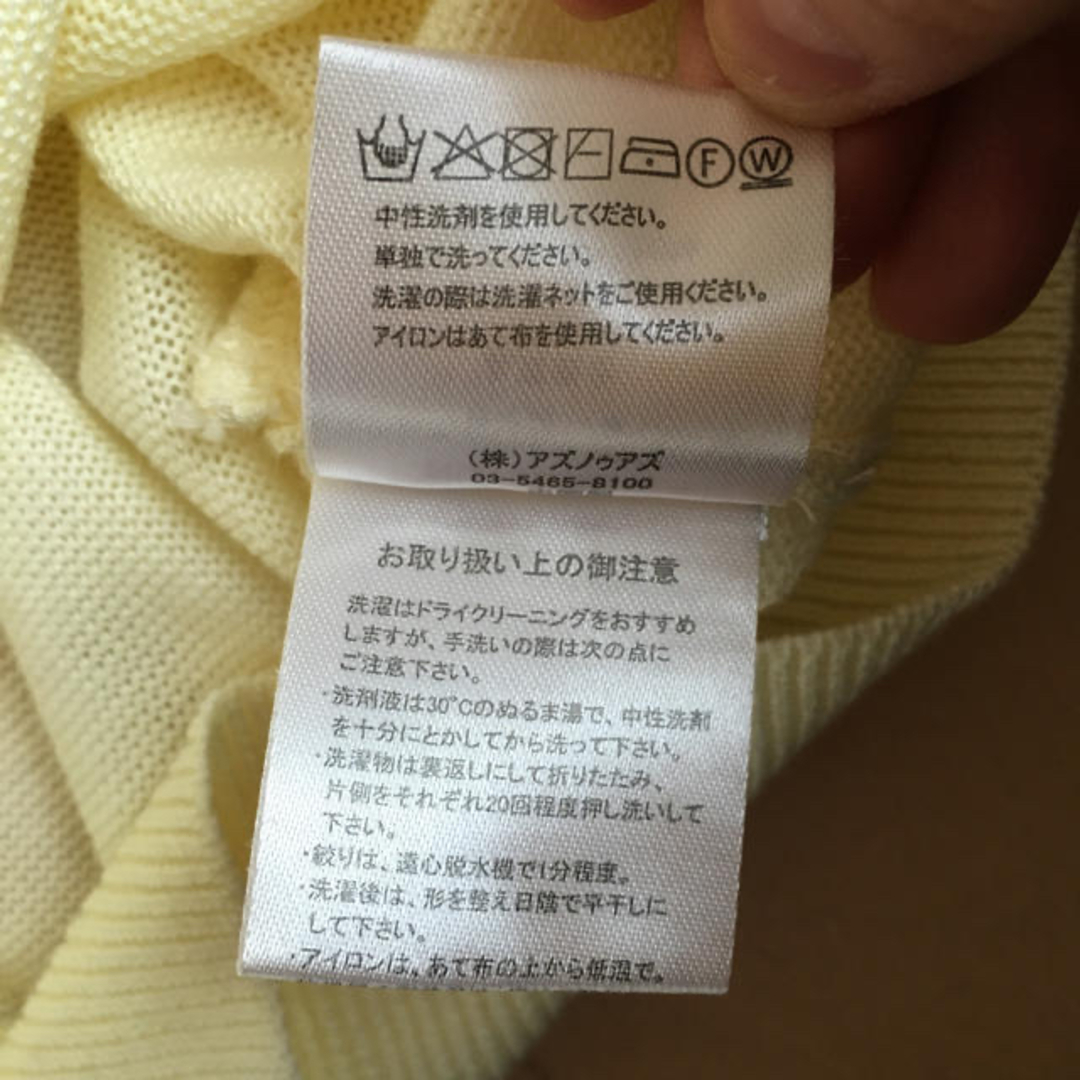 F W
中性洗剤を使用してください。
単独で洗ってください。
洗濯の際は洗濯ネットをご使用ください。
アイロンはあて布を使用してください。
(株)アズノゥアズ
03-5465-8100
お取り扱い上の御注意
洗濯はドライクリーニングをおすすめ
しますが、手洗いの際は次の点に
ご注意下さい。
・洗剤液は30℃のぬるま湯で、中性洗剤
を十分にとかしてから洗って下さい。
・洗濯物は裏返しにして折りたたみ、
片側をそれぞれ20回程度押し洗いして
下さい。
・絞りは、遠心脱水機で1分程度。
・洗濯後は、形を整え日陰で平干しに
して下さい。
・アイロンは、あて布の上から低温で。